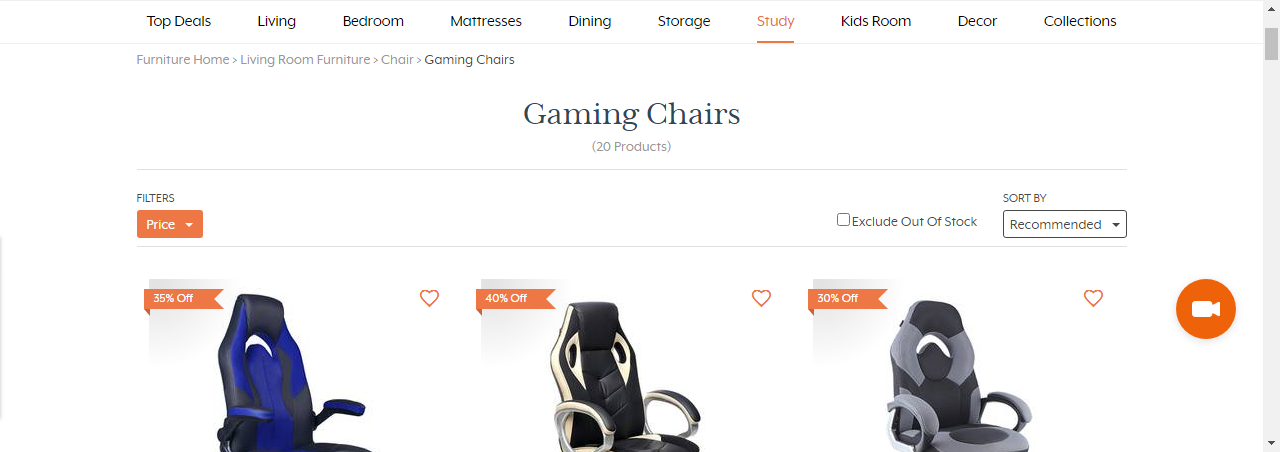 Top Deals Living Bedroom Mattresses Dining Storage Study Kids Room Decor Collections
Furniture Home > Living Room Furniture > Chair > Gaming Chairs
Gaming Chairs
(20 Products)
FILTERS
Price
Exclude Out Of Stock
SORT BY
Recommended
35% Off
40% Off
30% Off